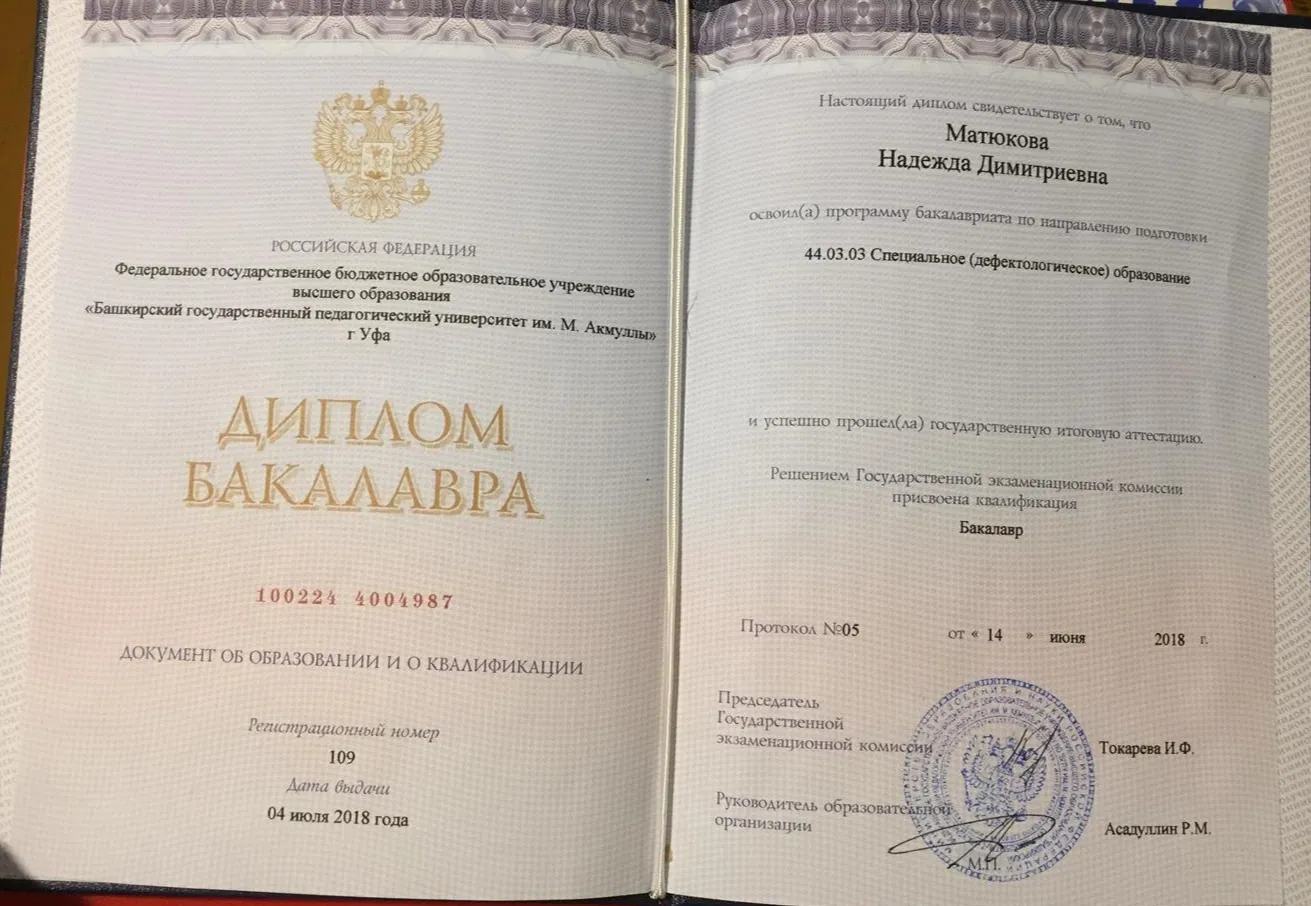 РОССИЙСКАЯ ФЕДЕРАЦИЯ
Федеральное государственное бюджетное образовательное учреждение
высшего образования
«Башкирский государственный педагогический университет им. М. Акмуллы»
г Уфа
ДИПЛОМ
БАКАЛАВРА
100224 4004987
ДОКУМЕНТ ОБ ОБРАЗОВАНИИ И О КВАЛИФИКАЦИИ
Регистрационный номер
109
Дата выдачи
04 июля 2018 года
Настоящий диплом свидетельствует о том, что
Матюкова
Надежда Димитриевна
освоил(а) программу бакалавриата по направлению подготовки
44.03.03 Специальное (дефектологическое) образование
и успешно прошел(ла) государственную итоговую аттестацию.
Решением Государственной экзаменационной комиссии
присвоена квалификация
Бакалавр
Протокол №05 от « 14 » июня 2018 г.
Председатель
Государственной
экзаменационной комиссии
Токарева И.Ф.
Руководитель образовательной
организации
Асадуллин Р.М.
М.П.